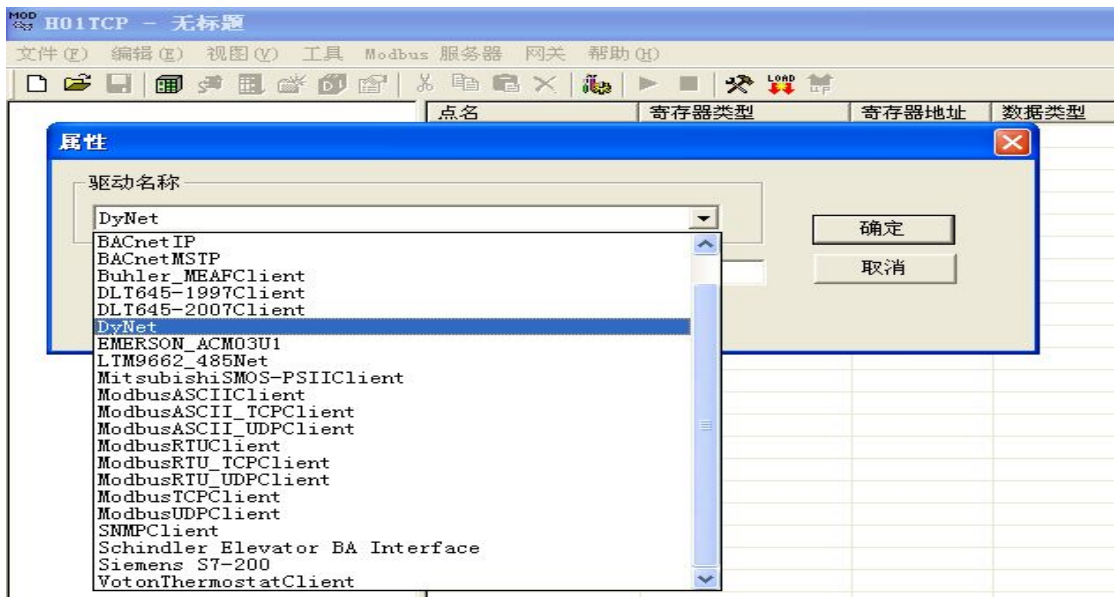 MOD H01TCP - 无标题
文件(F) 编辑(E) 视图(V) 工具 Modbus 服务器 网关 帮助(H)
LOAD
点名 寄存器类型 寄存器地址 数据类型
属性
驱动名称
DyNet
确定
BACnetIP
BACnetMSTP
取消
Buhler_MEAFClient
DLT645-1997Client
DLT645-2007Client
DyNet
EMERSON_ACM03U1
LTM9662_485Net
MitsubishiSMOS-PSIIClient
ModbusASCIIClient
ModbusASCII_TCPClient
ModbusASCII_UDPClient
ModbusRTUClient
ModbusRTU_TCPClient
ModbusRTU_UDPClient
ModbusTCPClient
ModbusUDPClient
SNMPClient
Schindler Elevator BA Interface
Siemens S7-200
VotonThermostatClient